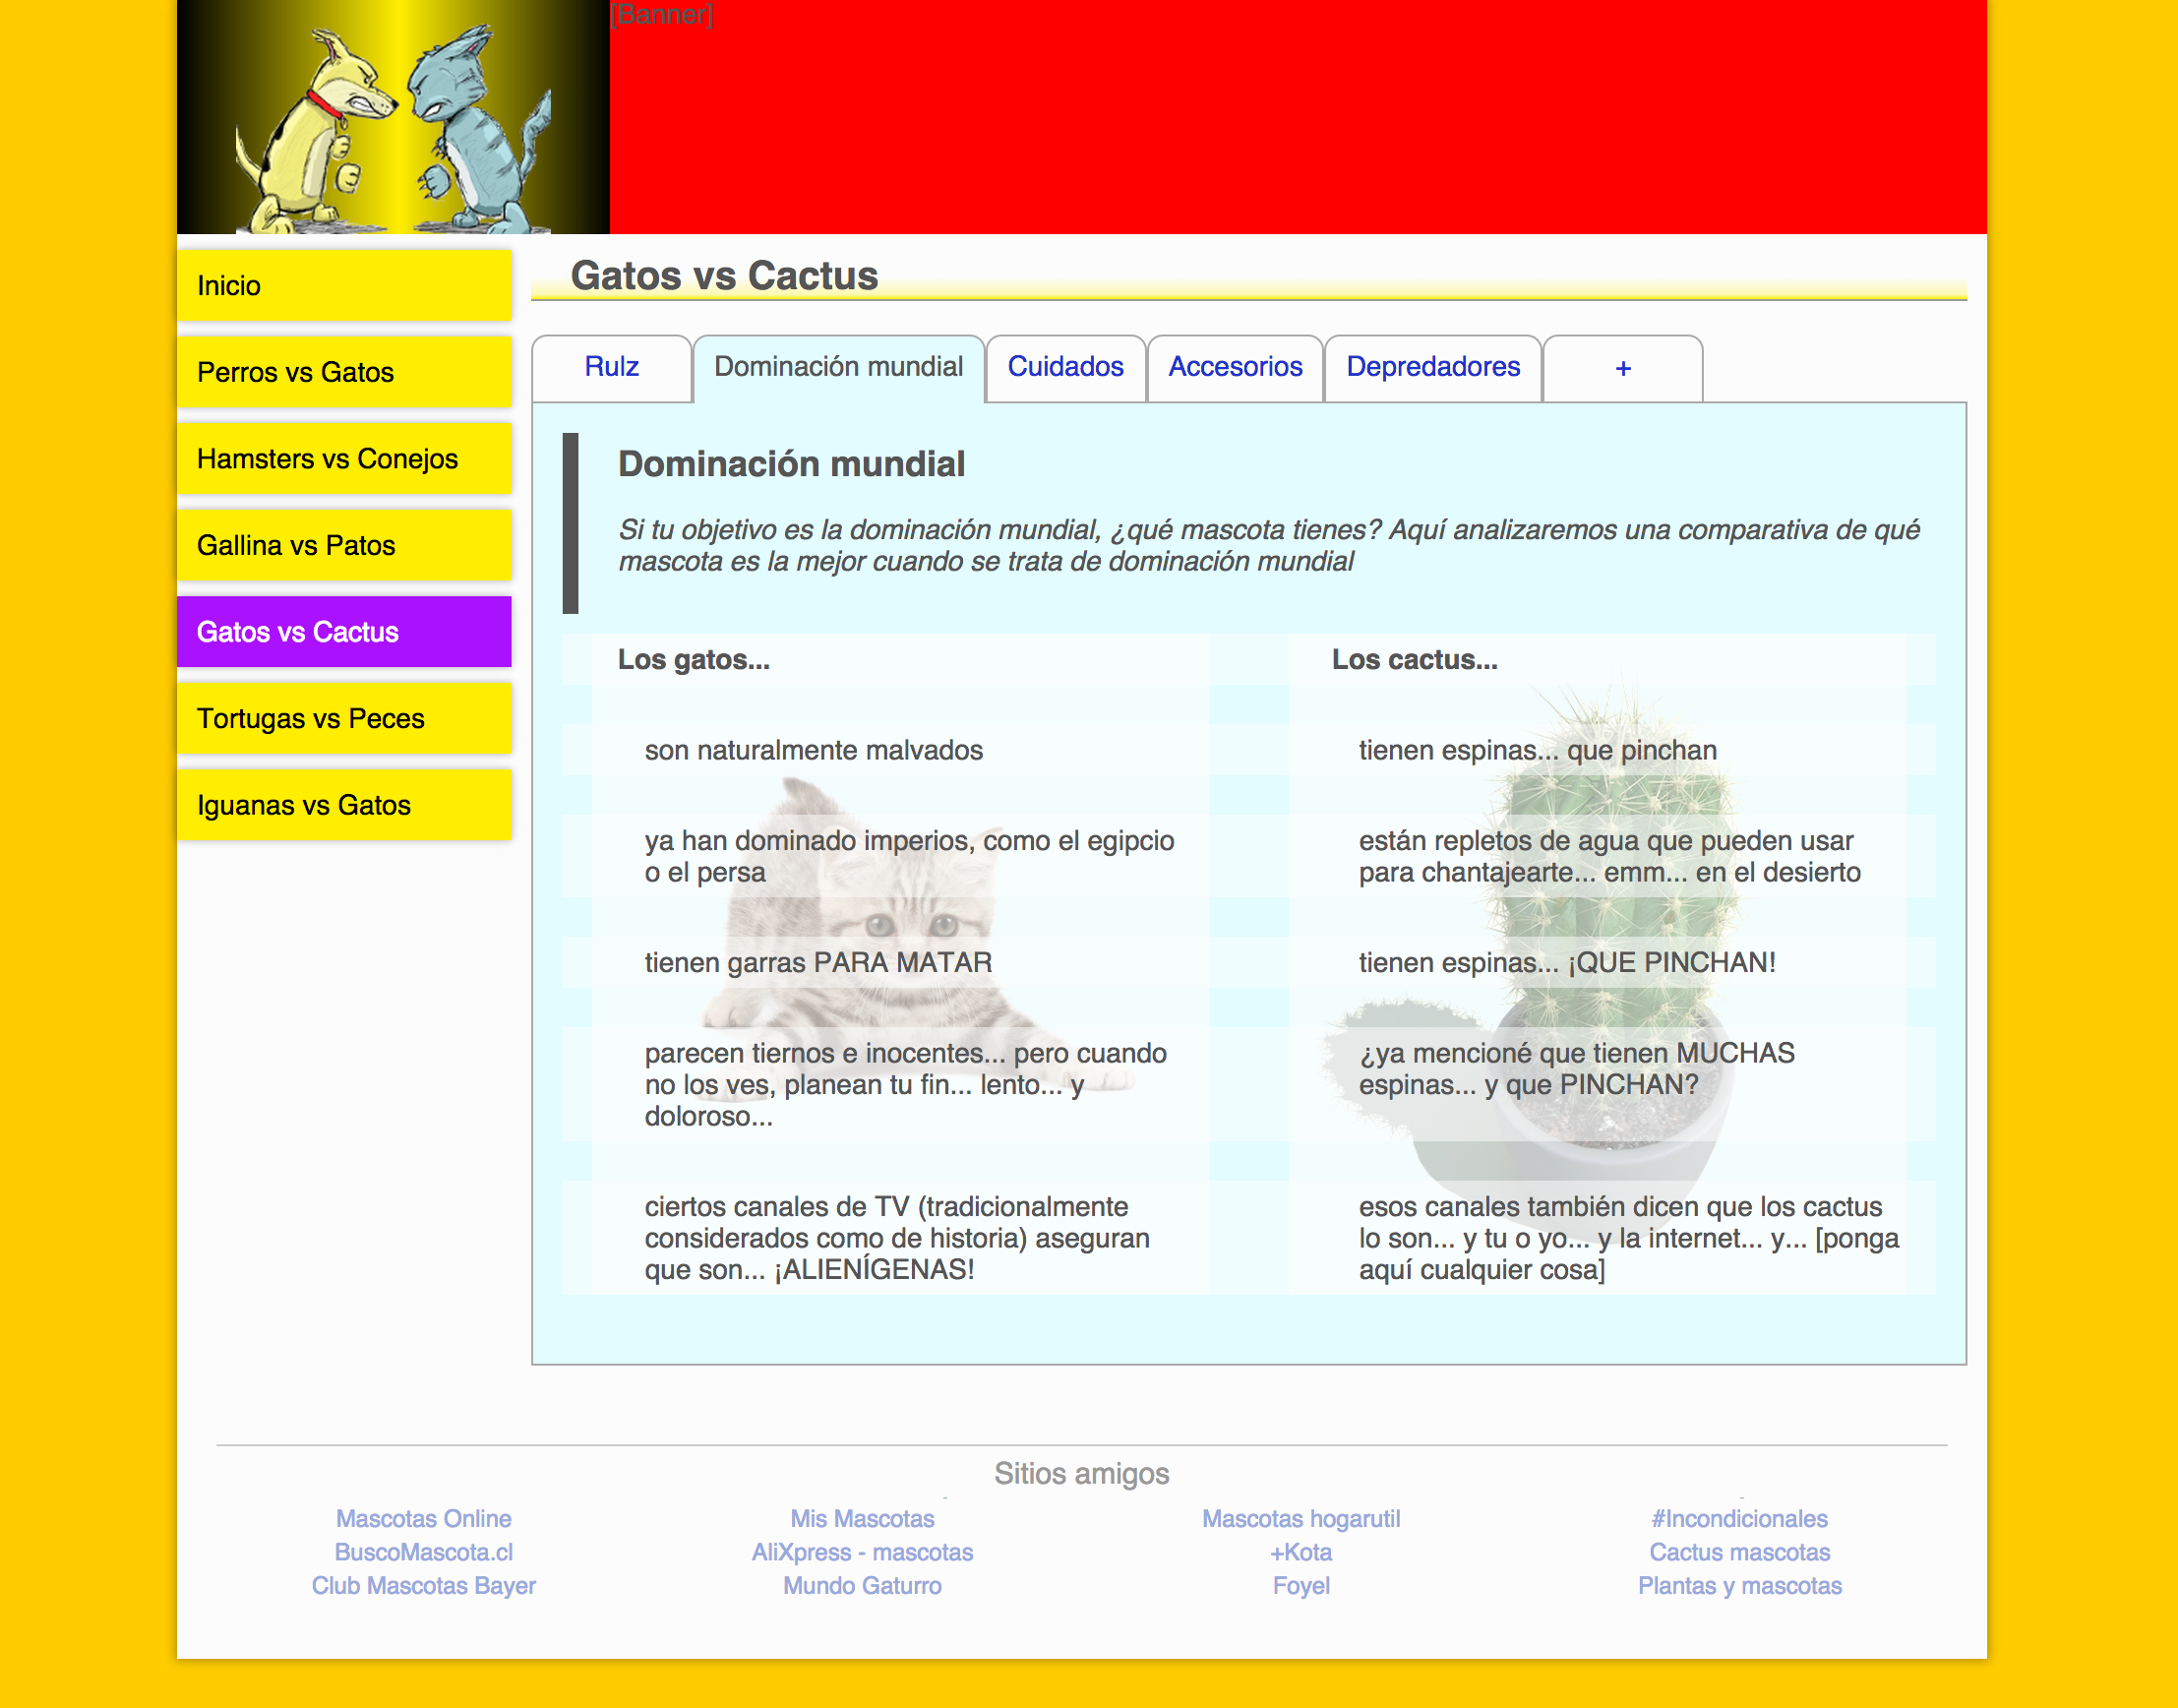 [Banner]
Inicio
Perros vs Gatos
Hamsters vs Conejos
Gallina vs Patos
Gatos vs Cactus
Tortugas vs Peces
Iguanas vs Gatos
Gatos vs Cactus
Rulz
Dominación mundial
Cuidados
Accesorios
Depredadores
+
Dominación mundial
Si tu objetivo es la dominación mundial, ¿qué mascota tienes? Aquí analizaremos una comparativa de qué
mascota es la mejor cuando se trata de dominación mundial
Los gatos...
Los cactus...
son naturalmente malvados
tienen espinas... que pinchan
ya han dominado imperios, como el egipcio
o el persa
están repletos de agua que pueden usar
para chantajearte... emm... en el desierto
tienen garras PARA MATAR
tienen espinas... ¡QUE PINCHAN!
parecen tiernos e inocentes... pero cuando
no los ves, planean tu fin... lento... y
doloroso...
¿ya mencioné que tienen MUCHAS
espinas... y que PINCHAN?
ciertos canales de TV (tradicionalmente
considerados como de historia) aseguran
que son... ¡ALIENÍGENAS!
esos canales también dicen que los cactus
lo son... y tu o yo... y la internet... y... [ponga
aquí cualquier cosa]
Sitios amigos
Mascotas Online
Mis Mascotas
Mascotas hogarutil
#Incondicionales
BuscoMascota.cl
AliXpress - mascotas
+Kota
Cactus mascotas
Club Mascotas Bayer
Mundo Gaturro
Foyel
Plantas y mascotas